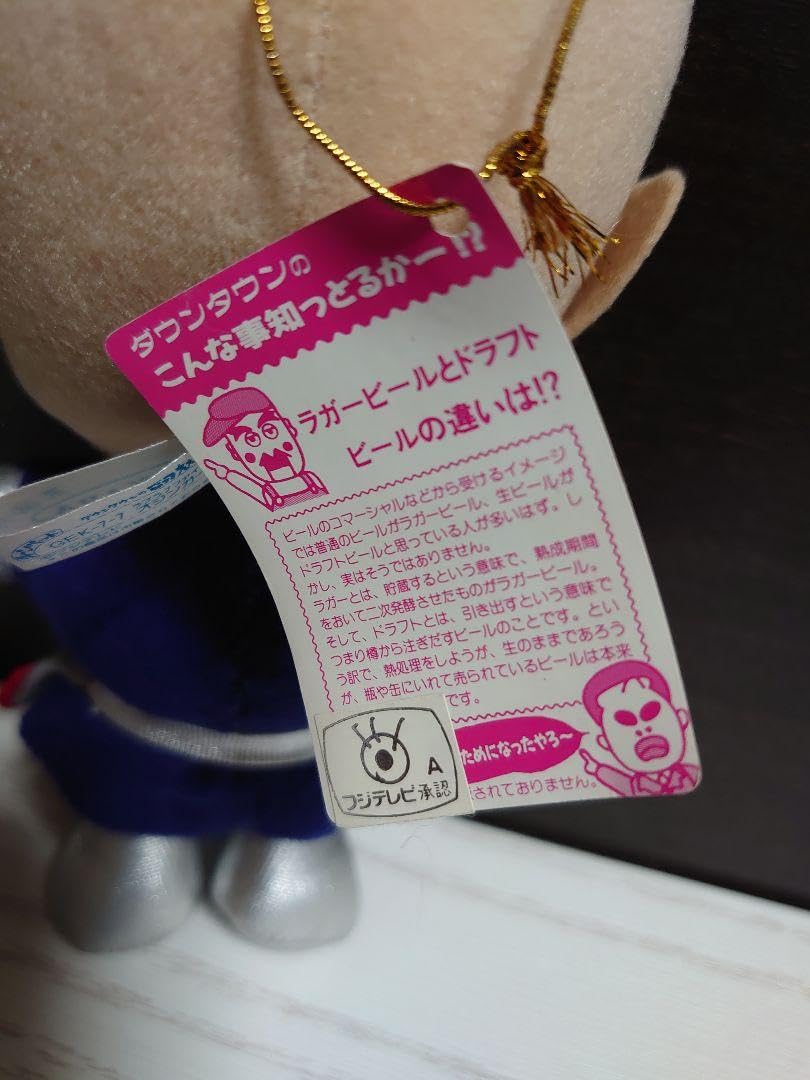 ダウンタウンの
こんな事知っとるかー!?
ラガービールとドラフト
ビールの違いは!?
ビールのコマーシャルなどから受けるイメージ
では普通のビールがラガービール、生ビールが
ドラフトビールと思っている人が多いはず。し
かし、実はそうではありません。
ラガーとは、貯蔵するという意味で、熟成期間
をおいて二次発酵させたものがラガービール。
そして、ドラフトとは、引き出すという意味で
つまり樽から注ぎだすビールのことです。とい
う訳で、熱処理をしようが、生のままであろう
が、瓶や缶にいれて売られているビールは本来
です。
ためになったやろ〜
されておりません。
A
フジテレビ承認
GEK-7-7